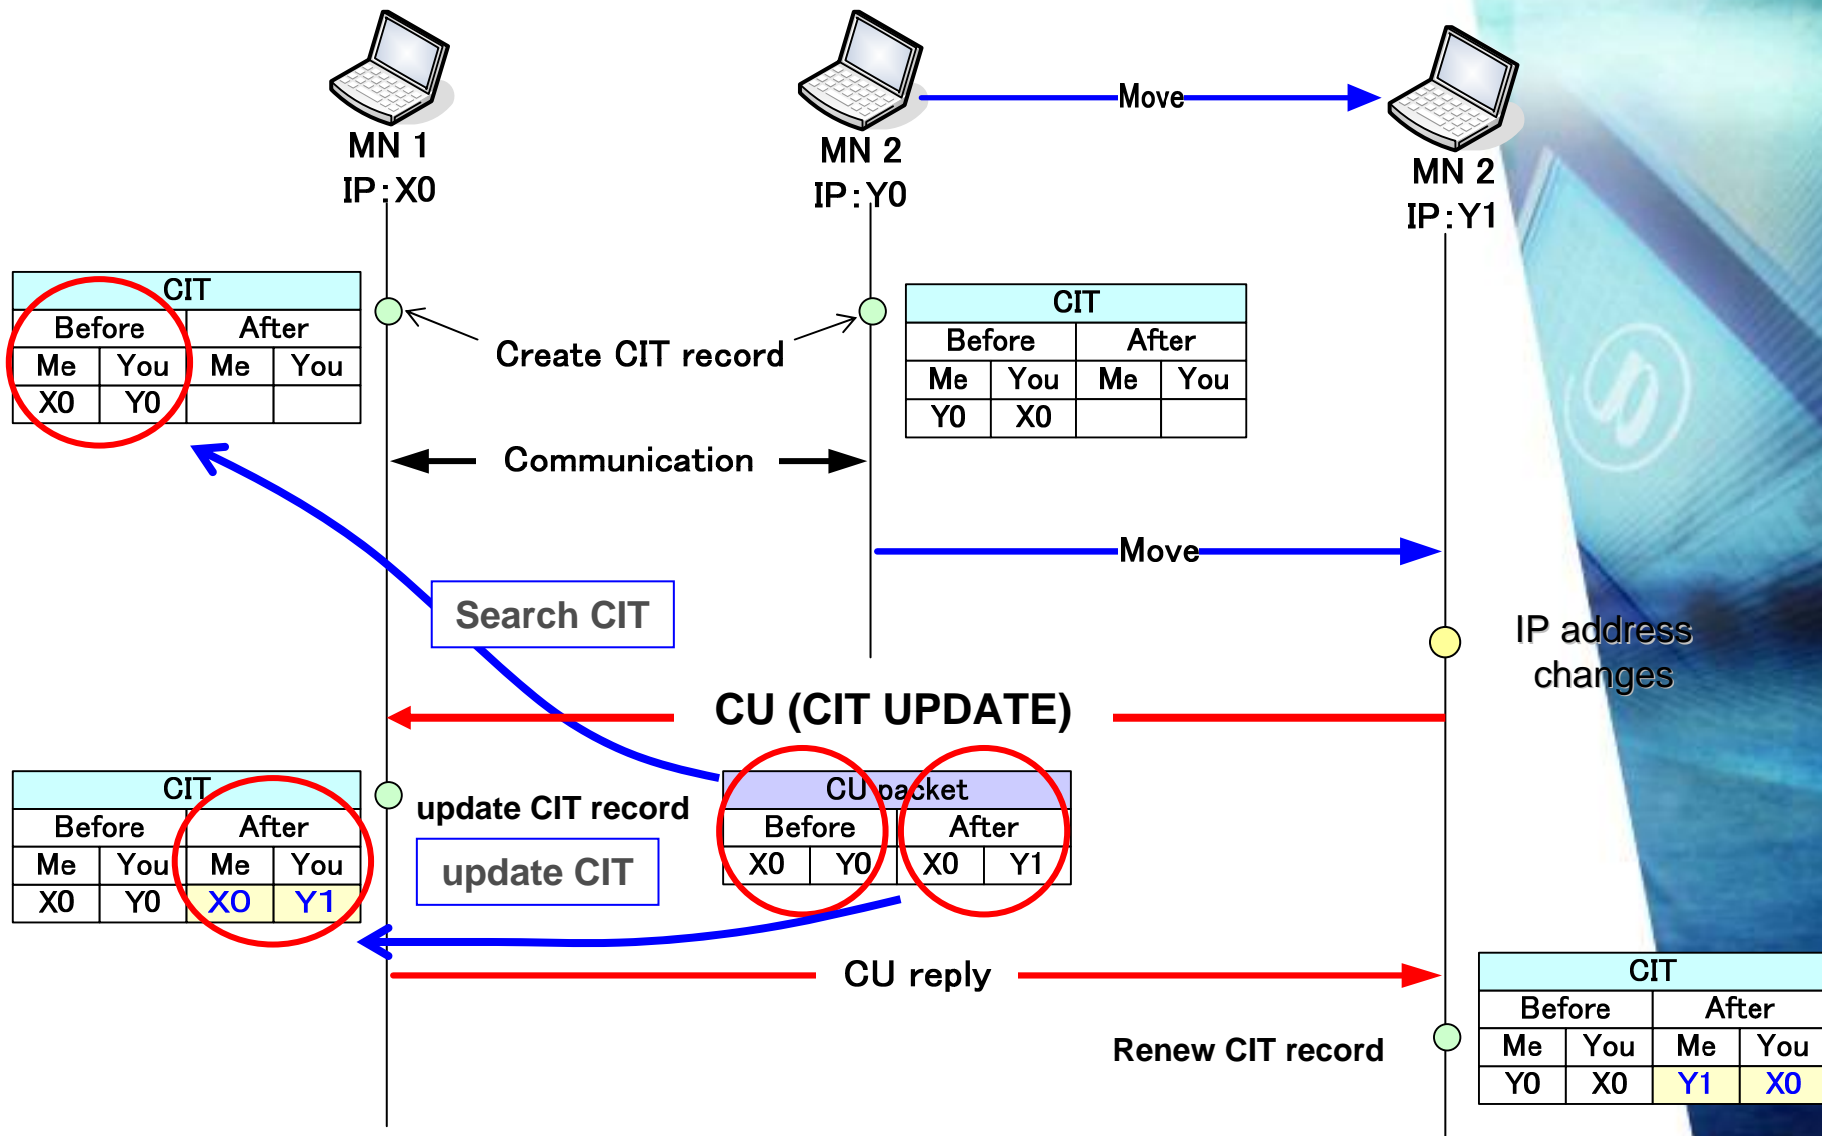 Move
MN 1
IP:X0
MN 2
IP:Y0
MN 2
IP:Y1
CIT
Before After
Me You Me You
X0 Y0
Create CIT record
CIT
Before After
Me You Me You
Y0 X0
Communication
Move
Search CIT
IP address
changes
CU (CIT UPDATE)
CIT
Before After
Me You Me You
X0 Y0 X0 Y1
update CIT record
update CIT
CU packet
Before After
X0 Y0 X0 Y1
CU reply
Renew CIT record
CIT
Before After
Me You Me You
Y0 X0 Y1 X0